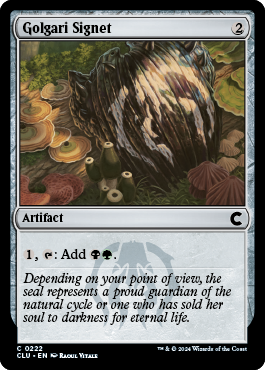 Golgari Signet 2
Artifact
1, T: Add BG.
Depending on your point of view, the
seal represents a proud guardian of the
natural cycle or one who has sold her
soul to darkness for eternal life.
C 0222
CLU • EN Raoul Vitale
™ & © 2024 Wizards of the Coast